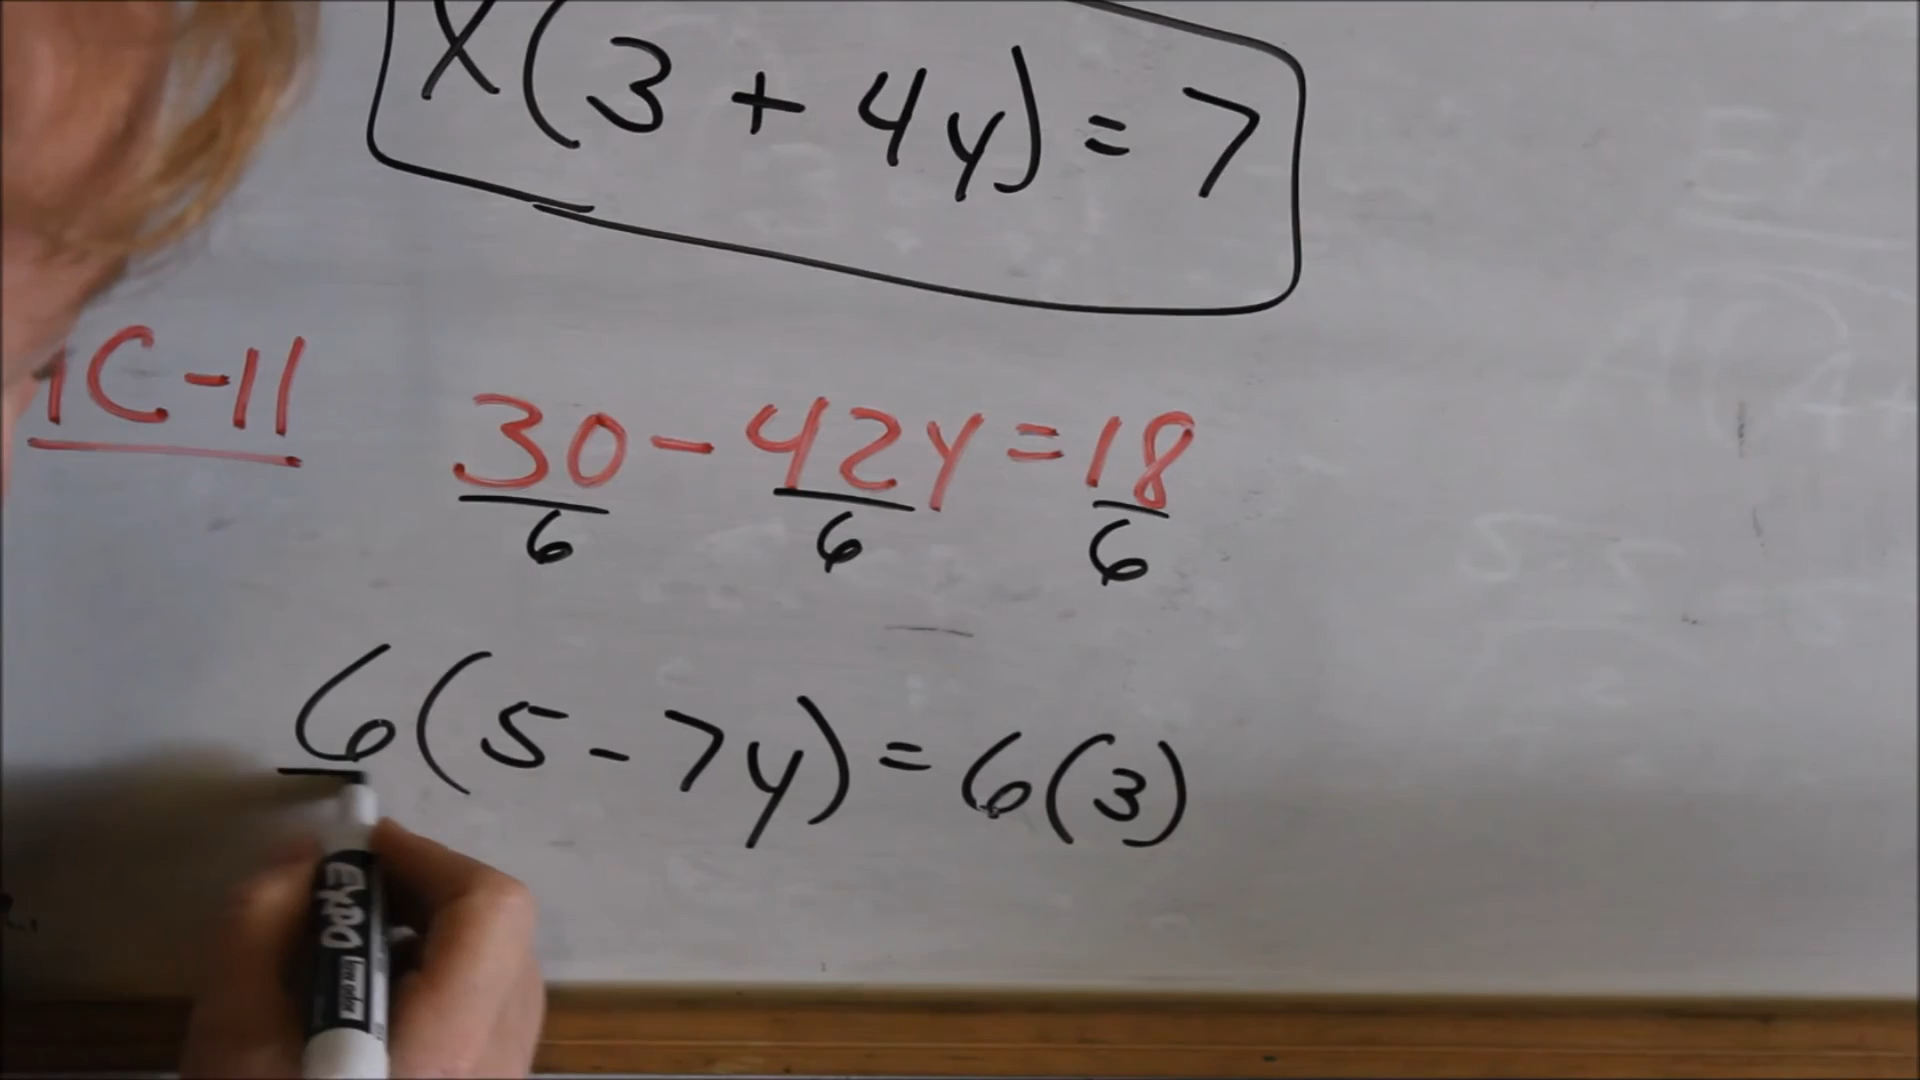 x(3 + 4y) = 7
1C-11
30 - 42y = 18
6 6 6
6(5 - 7y) = 6(3)
EXPO